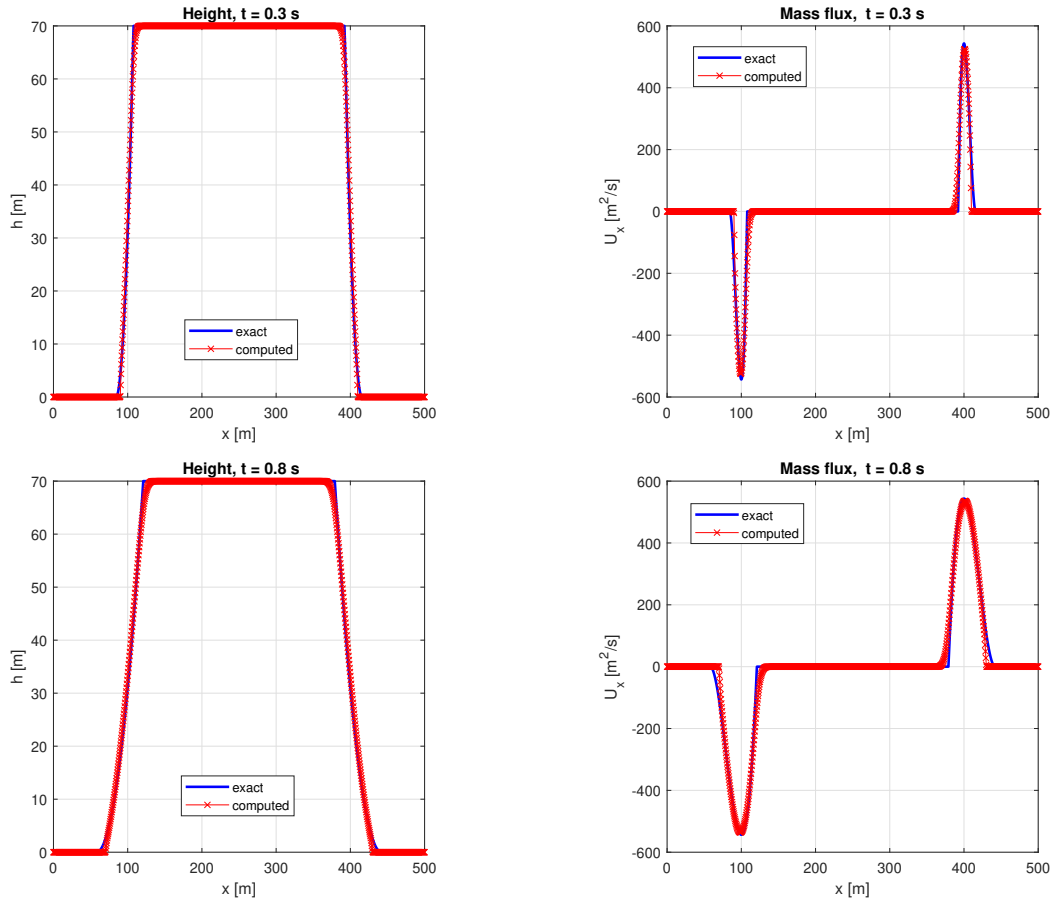 Height, t = 0.3 s
70
60
50
40
30
20
10
0
h [m]
exact
computed
0 100 200 300 400 500
x [m]
Mass flux,  t = 0.3 s
600
400
200
0
-200
-400
-600
U_x [m²/s]
exact
computed
0 100 200 300 400 500
x [m]
Height, t = 0.8 s
70
60
50
40
30
20
10
0
h [m]
exact
computed
0 100 200 300 400 500
x [m]
Mass flux,  t = 0.8 s
600
400
200
0
-200
-400
-600
U_x [m²/s]
exact
computed
0 100 200 300 400 500
x [m]